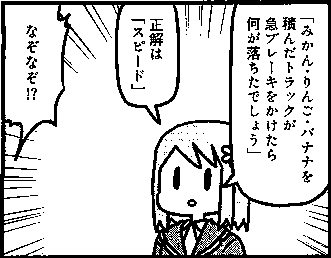 「みかん・りんご・バナナを
積んだトラックが
急ブレーキをかけたら
何が落ちたでしょう」
正解は
「スピード」
なぞなぞ!?